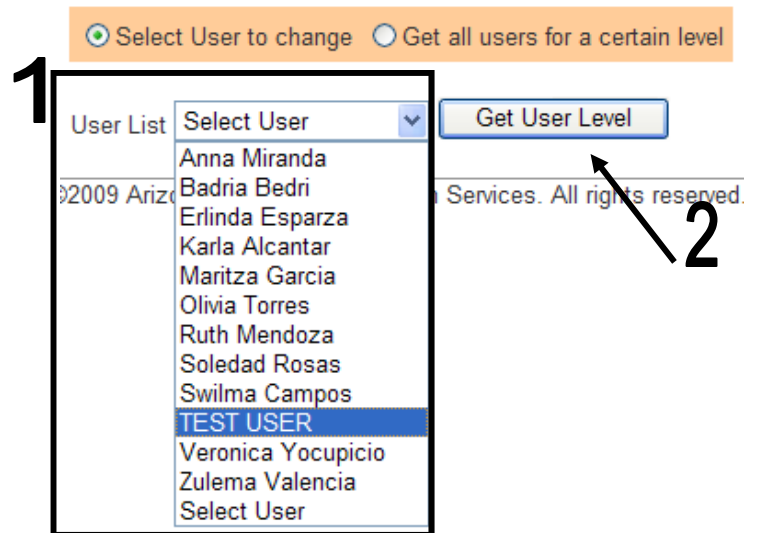 Select User to change Get all users for a certain level
1
User List Select User Get User Level
Anna Miranda
Badria Bedri
©2009 Services. All rights reserved.
Erlinda Esparza
Karla Alcantar
2
Maritza Garcia
Olivia Torres
Ruth Mendoza
Soledad Rosas
Swilma Campos
TEST USER
Veronica Yocupicio
Zulema Valencia
Select User